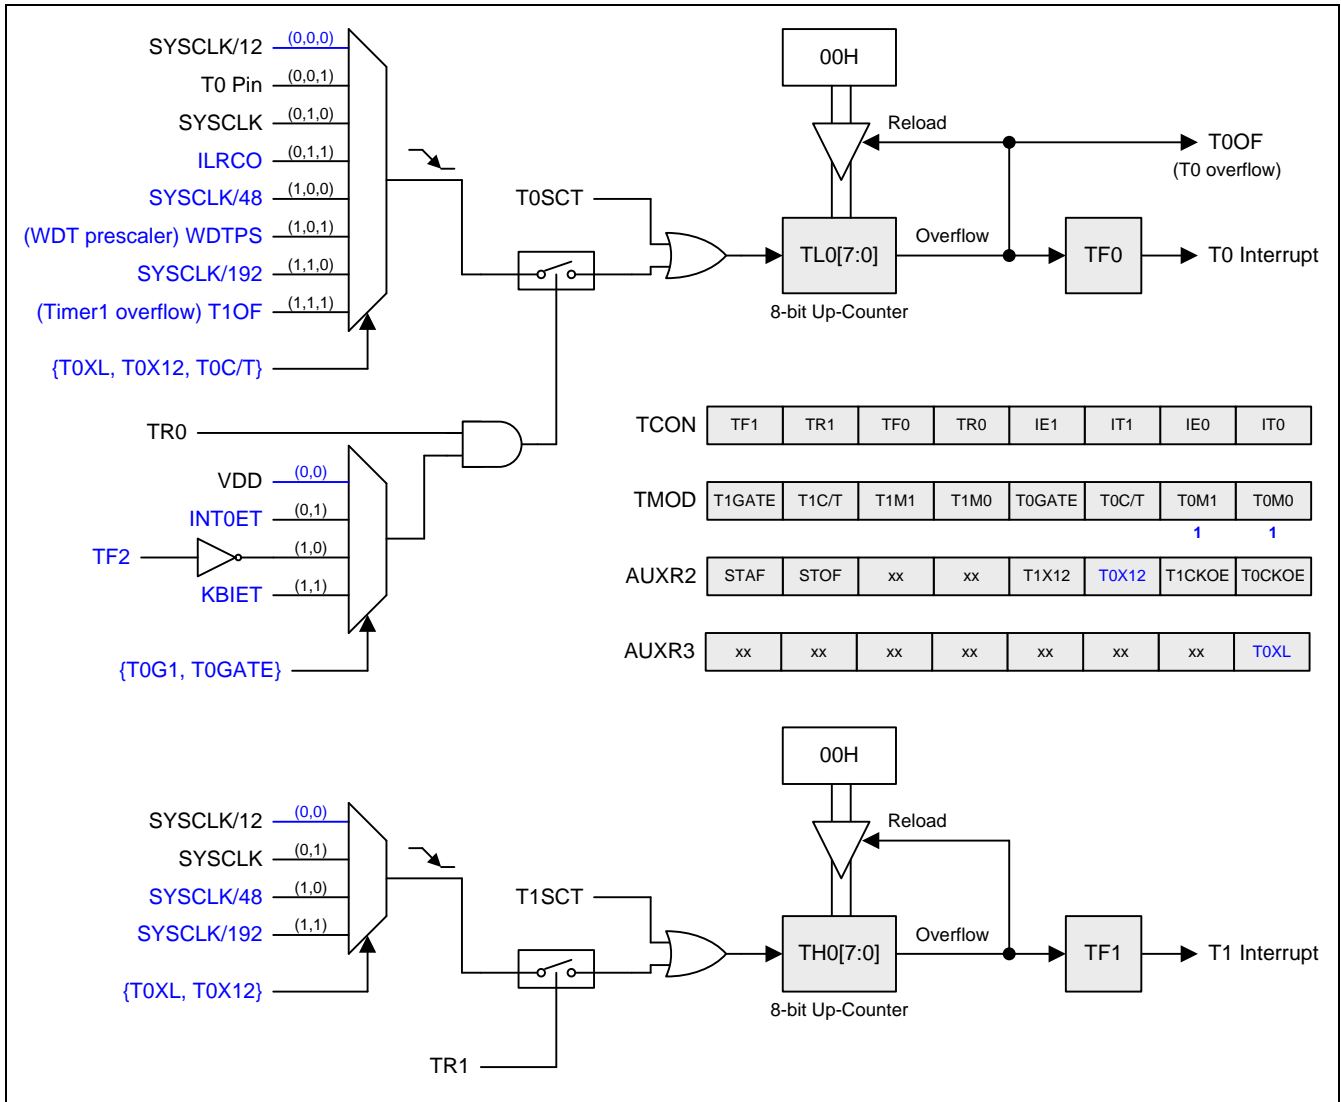 SYSCLK/12 (0,0,0)
T0 Pin (0,0,1)
SYSCLK (0,1,0)
ILRCO (0,1,1)
SYSCLK/48 (1,0,0)
(WDT prescaler) WDTPS (1,0,1)
SYSCLK/192 (1,1,0)
(Timer1 overflow) T1OF (1,1,1)
{T0XL, T0X12, T0C/T}
T0SCT
00H
Reload
TL0[7:0]
8-bit Up-Counter
Overflow
TF0
T0OF
(T0 overflow)
T0 Interrupt
TR0
VDD (0,0)
INT0ET (0,1)
TF2 (1,0)
KBIET (1,1)
{T0G1, T0GATE}
TCON TF1 TR1 TF0 TR0 IE1 IT1 IE0 IT0
TMOD T1GATE T1C/T T1M1 T1M0 T0GATE T0C/T T0M1 T0M0
1 1
AUXR2 STAF STOF xx xx T1X12 T0X12 T1CKOE T0CKOE
AUXR3 xx xx xx xx xx xx xx T0XL
SYSCLK/12 (0,0)
SYSCLK (0,1)
SYSCLK/48 (1,0)
SYSCLK/192 (1,1)
{T0XL, T0X12}
T1SCT
TR1
00H
Reload
TH0[7:0]
8-bit Up-Counter
Overflow
TF1
T1 Interrupt